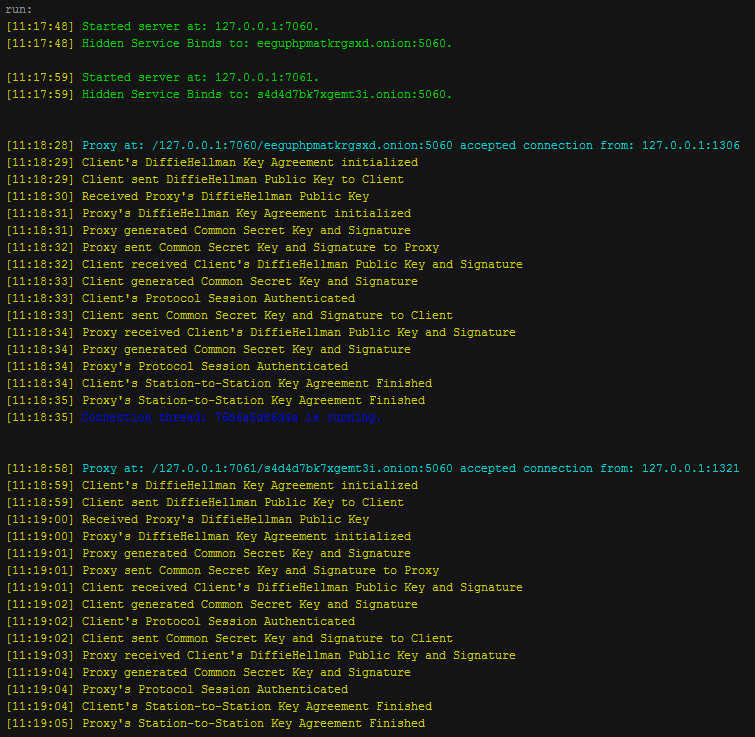 run:
[11:17:48] Started server at: 127.0.0.1:7060.
[11:17:48] Hidden Service Binds to: eeguphpmatkrgsxd.onion:5060.
[11:17:59] Started server at: 127.0.0.1:7061.
[11:17:59] Hidden Service Binds to: s4d4d7bk7xgemt3i.onion:5060.
[11:18:28] Proxy at: /127.0.0.1:7060/eeguphpmatkrgsxd.onion:5060 accepted connection from: 127.0.0.1:1306
[11:18:29] Client's DiffieHellman Key Agreement initialized
[11:18:29] Client sent DiffieHellman Public Key to Client
[11:18:30] Received Proxy's DiffieHellman Public Key
[11:18:31] Proxy's DiffieHellman Key Agreement initialized
[11:18:31] Proxy generated Common Secret Key and Signature
[11:18:32] Proxy sent Common Secret Key and Signature to Proxy
[11:18:32] Client received Client's DiffieHellman Public Key and Signature
[11:18:33] Client generated Common Secret Key and Signature
[11:18:33] Client's Protocol Session Authenticated
[11:18:33] Client sent Common Secret Key and Signature to Client
[11:18:34] Proxy received Client's DiffieHellman Public Key and Signature
[11:18:34] Proxy generated Common Secret Key and Signature
[11:18:34] Proxy's Protocol Session Authenticated
[11:18:34] Client's Station-to-Station Key Agreement Finished
[11:18:35] Proxy's Station-to-Station Key Agreement Finished
[11:18:35] Connection thread: is running.
[11:18:58] Proxy at: /127.0.0.1:7061/s4d4d7bk7xgemt3i.onion:5060 accepted connection from: 127.0.0.1:1321
[11:18:59] Client's DiffieHellman Key Agreement initialized
[11:18:59] Client sent DiffieHellman Public Key to Client
[11:19:00] Received Proxy's DiffieHellman Public Key
[11:19:00] Proxy's DiffieHellman Key Agreement initialized
[11:19:01] Proxy generated Common Secret Key and Signature
[11:19:01] Proxy sent Common Secret Key and Signature to Proxy
[11:19:01] Client received Client's DiffieHellman Public Key and Signature
[11:19:02] Client generated Common Secret Key and Signature
[11:19:02] Client's Protocol Session Authenticated
[11:19:02] Client sent Common Secret Key and Signature to Client
[11:19:03] Proxy received Client's DiffieHellman Public Key and Signature
[11:19:04] Proxy generated Common Secret Key and Signature
[11:19:04] Proxy's Protocol Session Authenticated
[11:19:04] Client's Station-to-Station Key Agreement Finished
[11:19:05] Proxy's Station-to-Station Key Agreement Finished